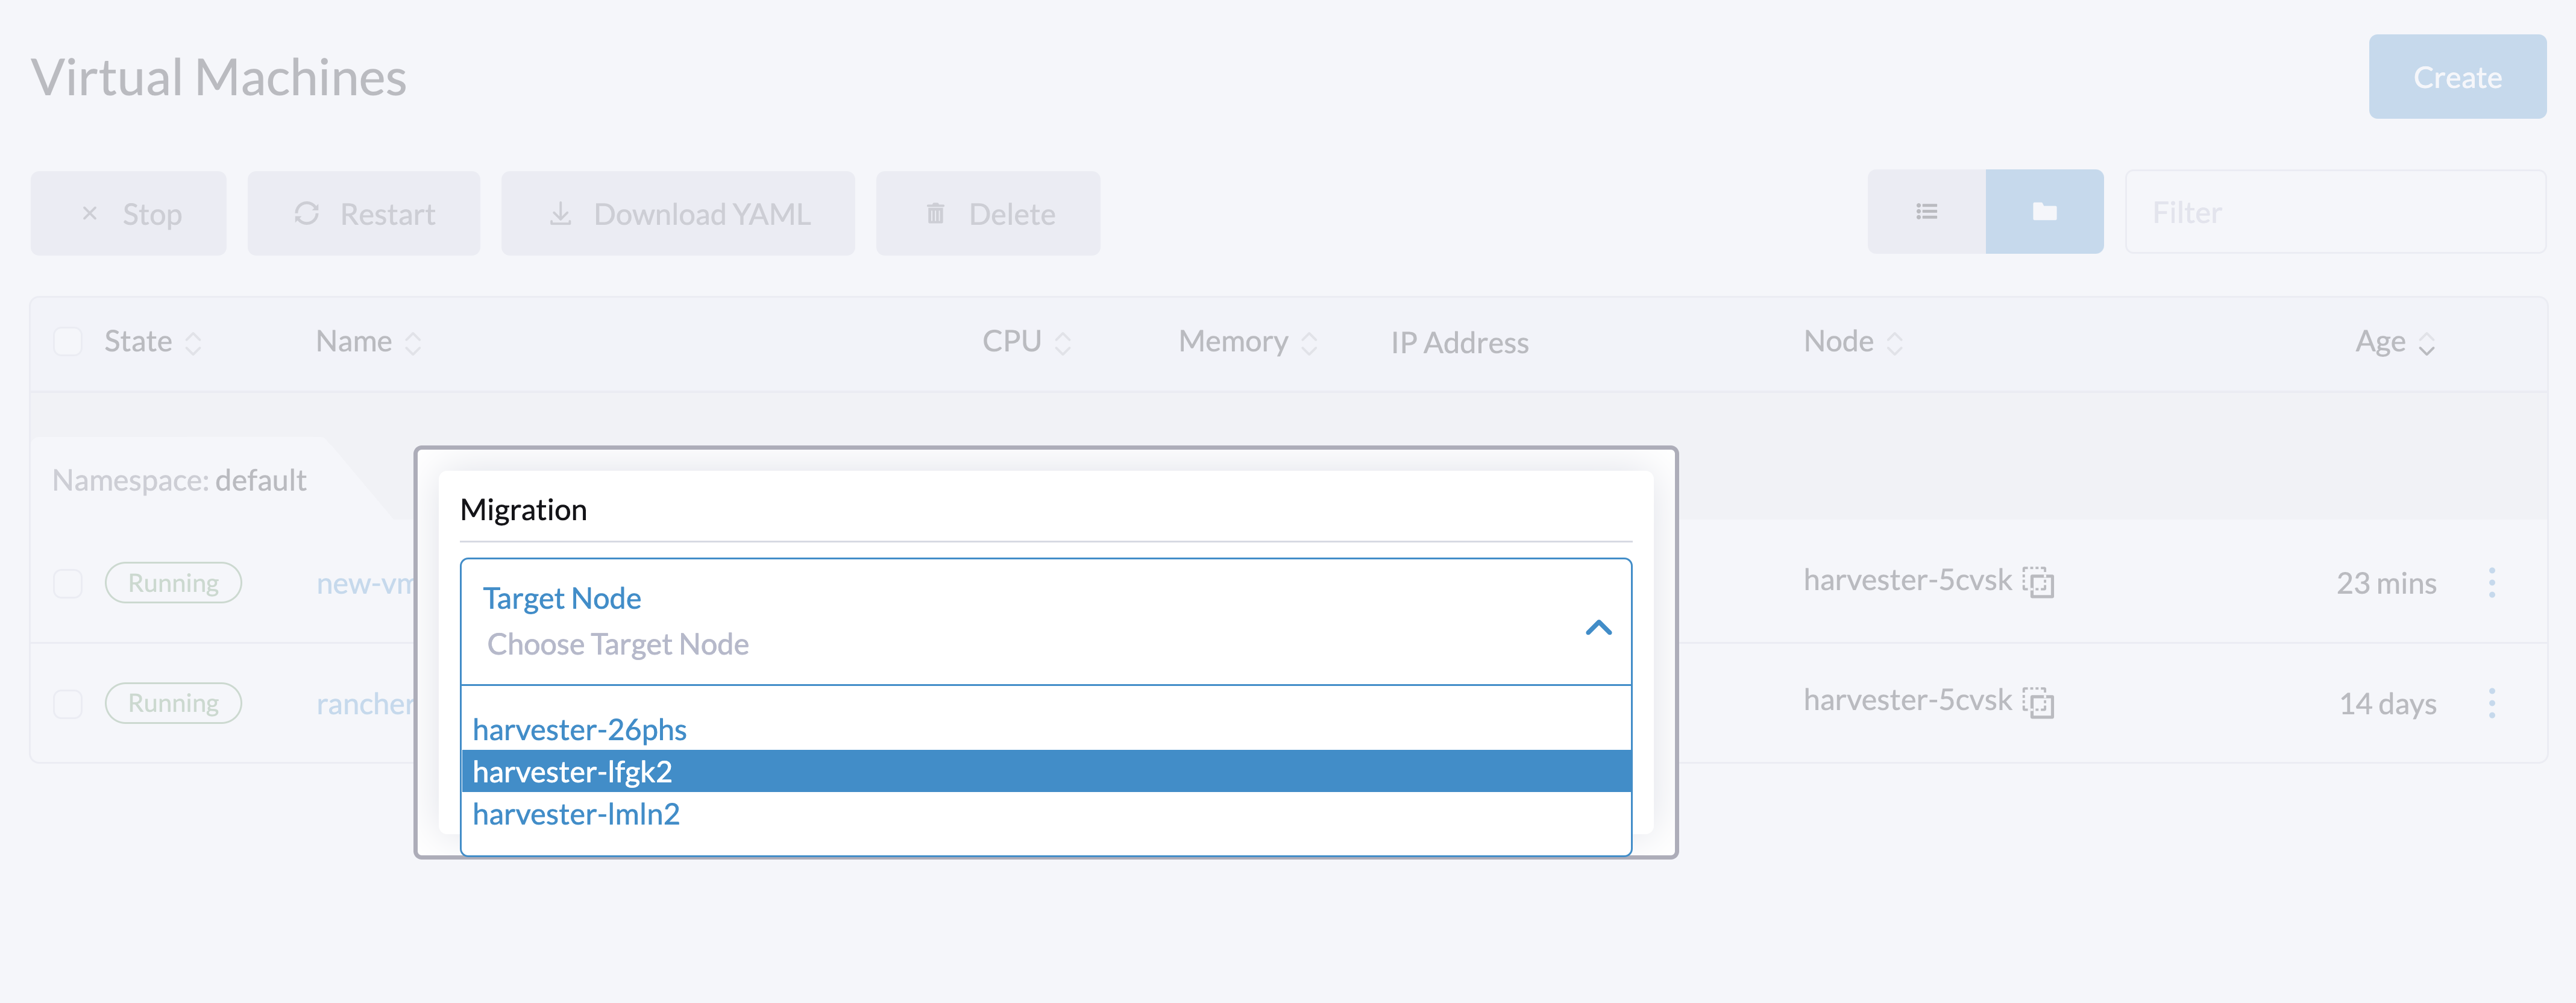 Virtual Machines
Create
Stop
Restart
Download YAML
Delete
Filter
State
Name
CPU
Memory
IP Address
Node
Age
Namespace: default
Migration
Target Node
Choose Target Node
harvester-26phs
harvester-lfgk2
harvester-lmln2
Running
new-vm
harvester-5cvsk
23 mins
Running
rancher
harvester-5cvsk
14 days